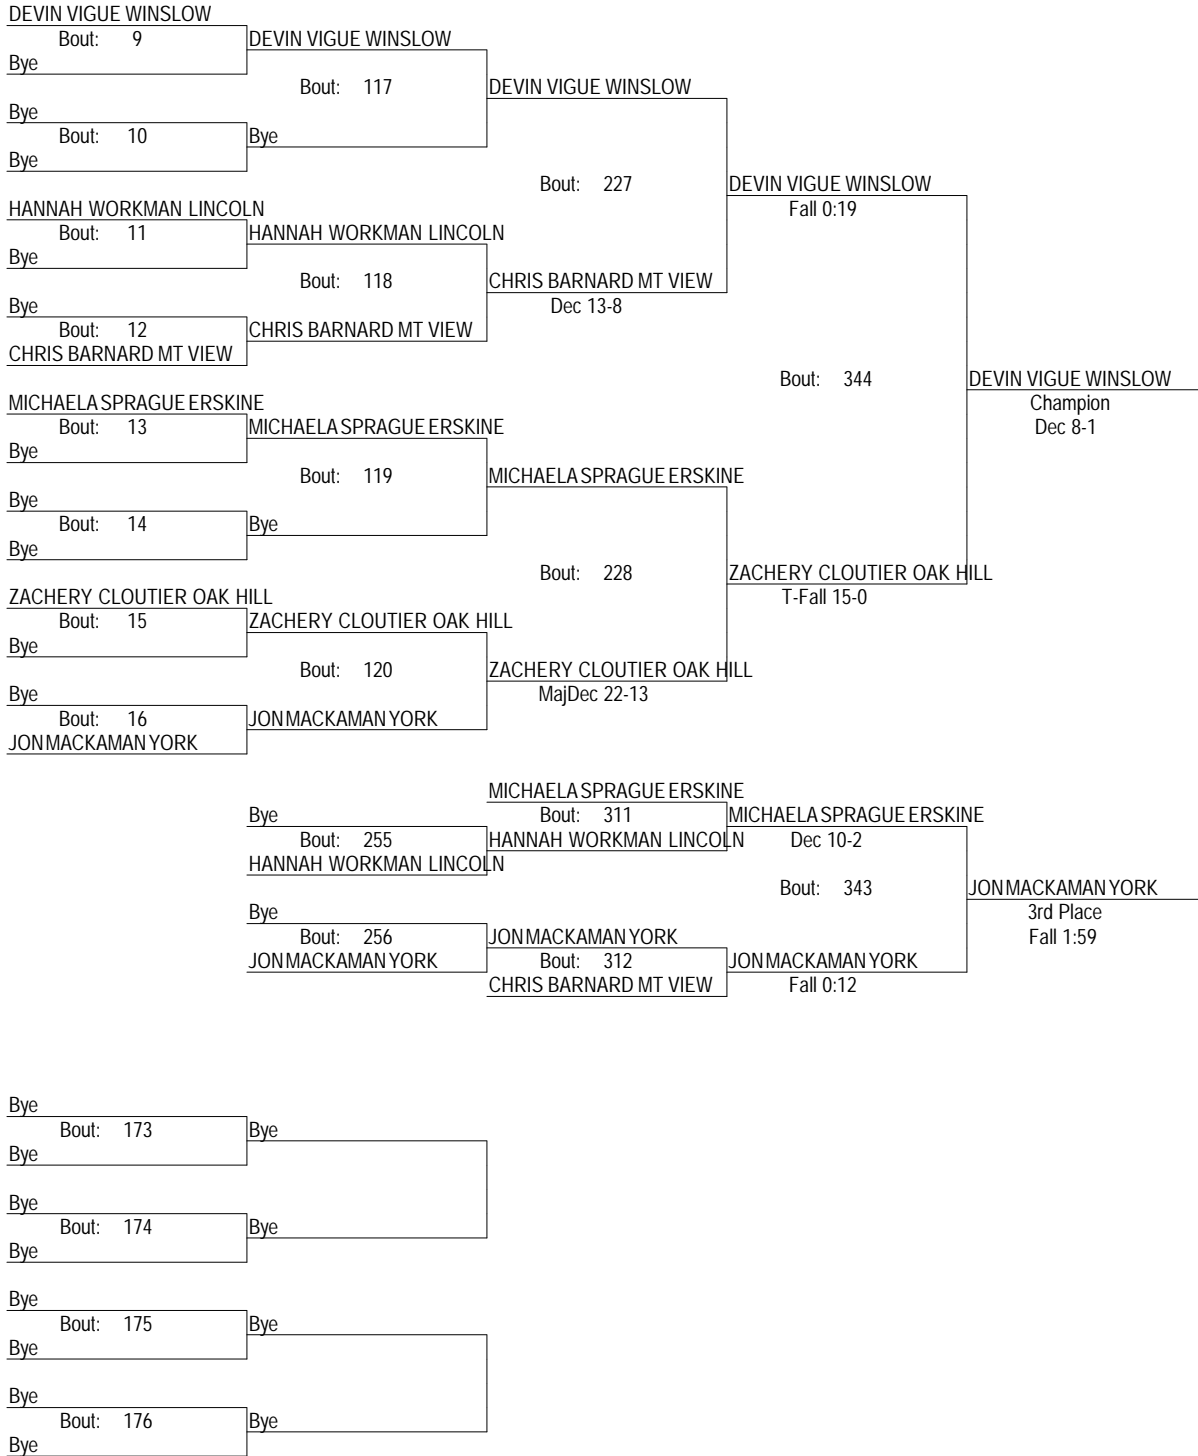 DEVIN VIGUE WINSLOW
Bout: 9
DEVIN VIGUE WINSLOW
Bye
Bout: 117
DEVIN VIGUE WINSLOW
Bye
Bout: 10
Bye
Bye
Bout: 227
DEVIN VIGUE WINSLOW
Fall 0:19
HANNAH WORKMAN LINCOLN
Bout: 11
HANNAH WORKMAN LINCOLN
Bye
Bout: 118
CHRIS BARNARD MT VIEW
Dec 13-8
Bye
Bout: 12
CHRIS BARNARD MT VIEW
CHRIS BARNARD MT VIEW
Bout: 344
DEVIN VIGUE WINSLOW
Champion
Dec 8-1
MICHAELA SPRAGUE ERSKINE
Bout: 13
MICHAELA SPRAGUE ERSKINE
Bye
Bout: 119
MICHAELA SPRAGUE ERSKINE
Bye
Bout: 14
Bye
Bye
Bout: 228
ZACHERY CLOUTIER OAK HILL
T-Fall 15-0
ZACHERY CLOUTIER OAK HILL
Bout: 15
ZACHERY CLOUTIER OAK HILL
Bye
Bout: 120
ZACHERY CLOUTIER OAK HILL
MajDec 22-13
Bye
Bout: 16
JON MACKAMAN YORK
JON MACKAMAN YORK
MICHAELA SPRAGUE ERSKINE
Bye
Bout: 311
MICHAELA SPRAGUE ERSKINE
Bout: 255
HANNAH WORKMAN LINCOLN
Dec 10-2
HANNAH WORKMAN LINCOLN
Bout: 343
JON MACKAMAN YORK
3rd Place
Fall 1:59
Bye
Bout: 256
JON MACKAMAN YORK
JON MACKAMAN YORK
Bout: 312
JON MACKAMAN YORK
CHRIS BARNARD MT VIEW
Fall 0:12
Bye
Bout: 173
Bye
Bye
Bye
Bout: 174
Bye
Bye
Bye
Bout: 175
Bye
Bye
Bye
Bout: 176
Bye
Bye